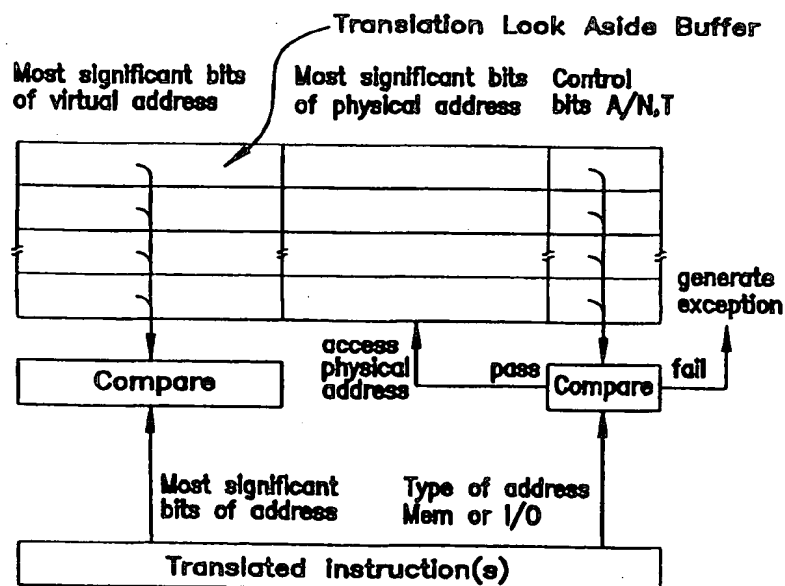 Translation Look Aside Buffer
Most significant bits
of virtual address
Most significant bits
of physical address
Control
bits A/N,T
generate
exception
access
physical
address
pass
fail
Compare
Compare
Most significant
bits of address
Type of address
Mem or I/O
Translated instruction(s)